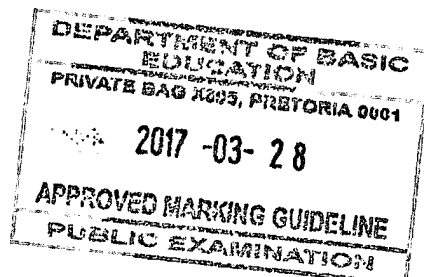 DEPARTMENT OF BASIC
EDUCATION
PRIVATE BAG X895, PRETORIA 0001
2017 -03- 28
APPROVED MARKING GUIDELINE
PUBLIC EXAMINATION